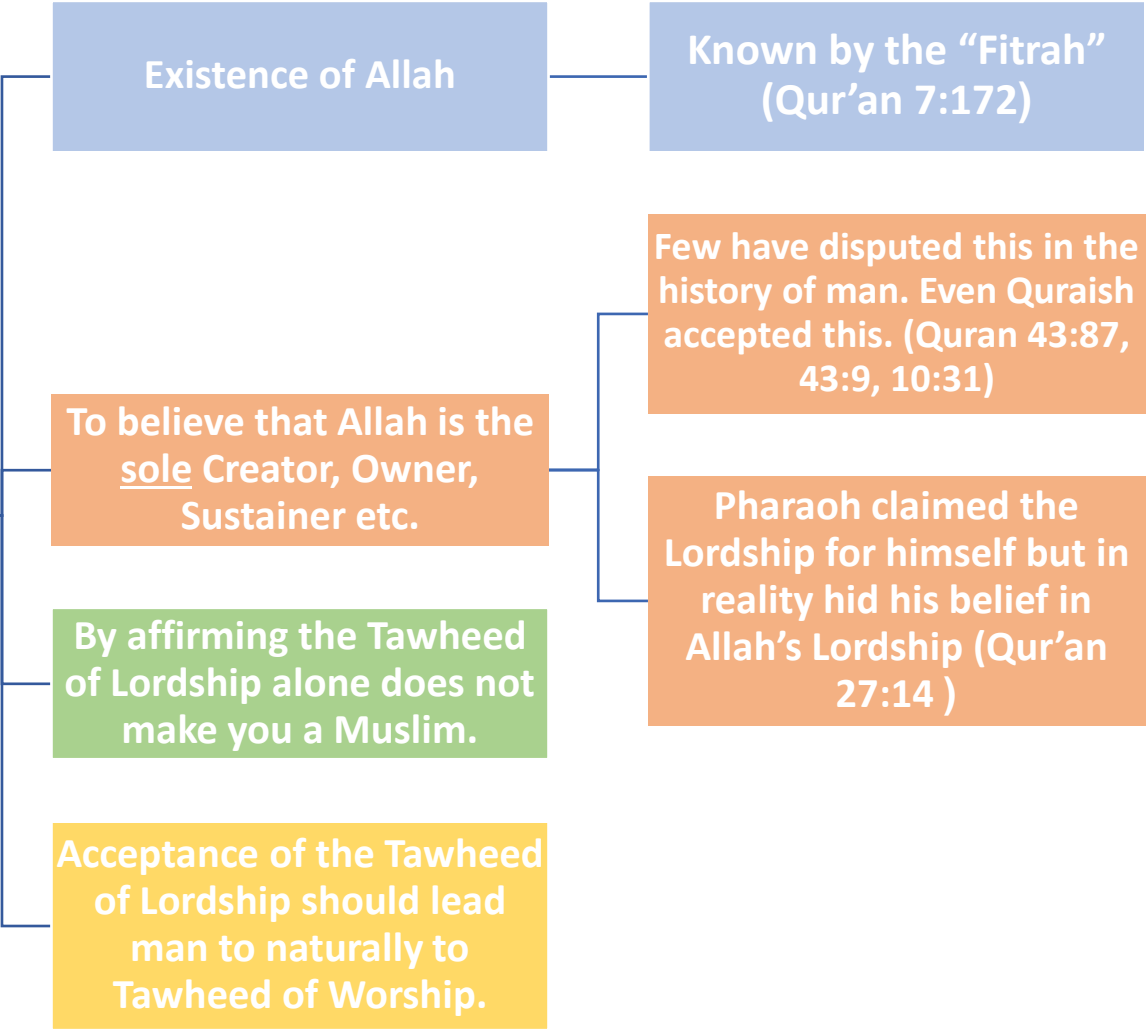 Existence of Allah
Known by the “Fitrah”
(Qur’an 7:172)
To believe that Allah is the
sole Creator, Owner,
Sustainer etc.
Few have disputed this in the
history of man. Even Quraish
accepted this. (Quran 43:87,
43:9, 10:31)
Pharaoh claimed the
Lordship for himself but in
reality hid his belief in
Allah’s Lordship (Qur’an
27:14 )
By affirming the Tawheed
of Lordship alone does not
make you a Muslim.
Acceptance of the Tawheed
of Lordship should lead
man to naturally to
Tawheed of Worship.